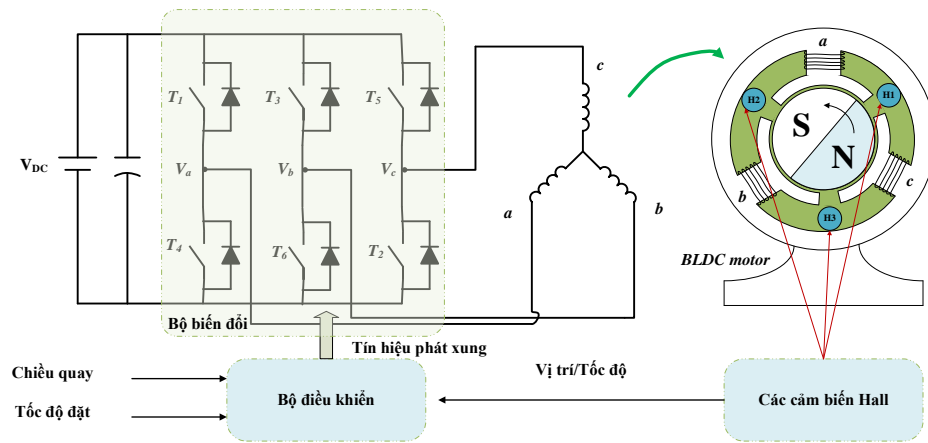 a
c
T1
T3
T5
H2
H1
S
N
VDC
Va
Vb
Vc
a
b
b
c
T4
T6
T2
H3
BLDC motor
Bộ biến đổi
Tín hiệu phát xung
Chiều quay
Tốc độ đặt
Bộ điều khiển
Vị trí/Tốc độ
Các cảm biến Hall